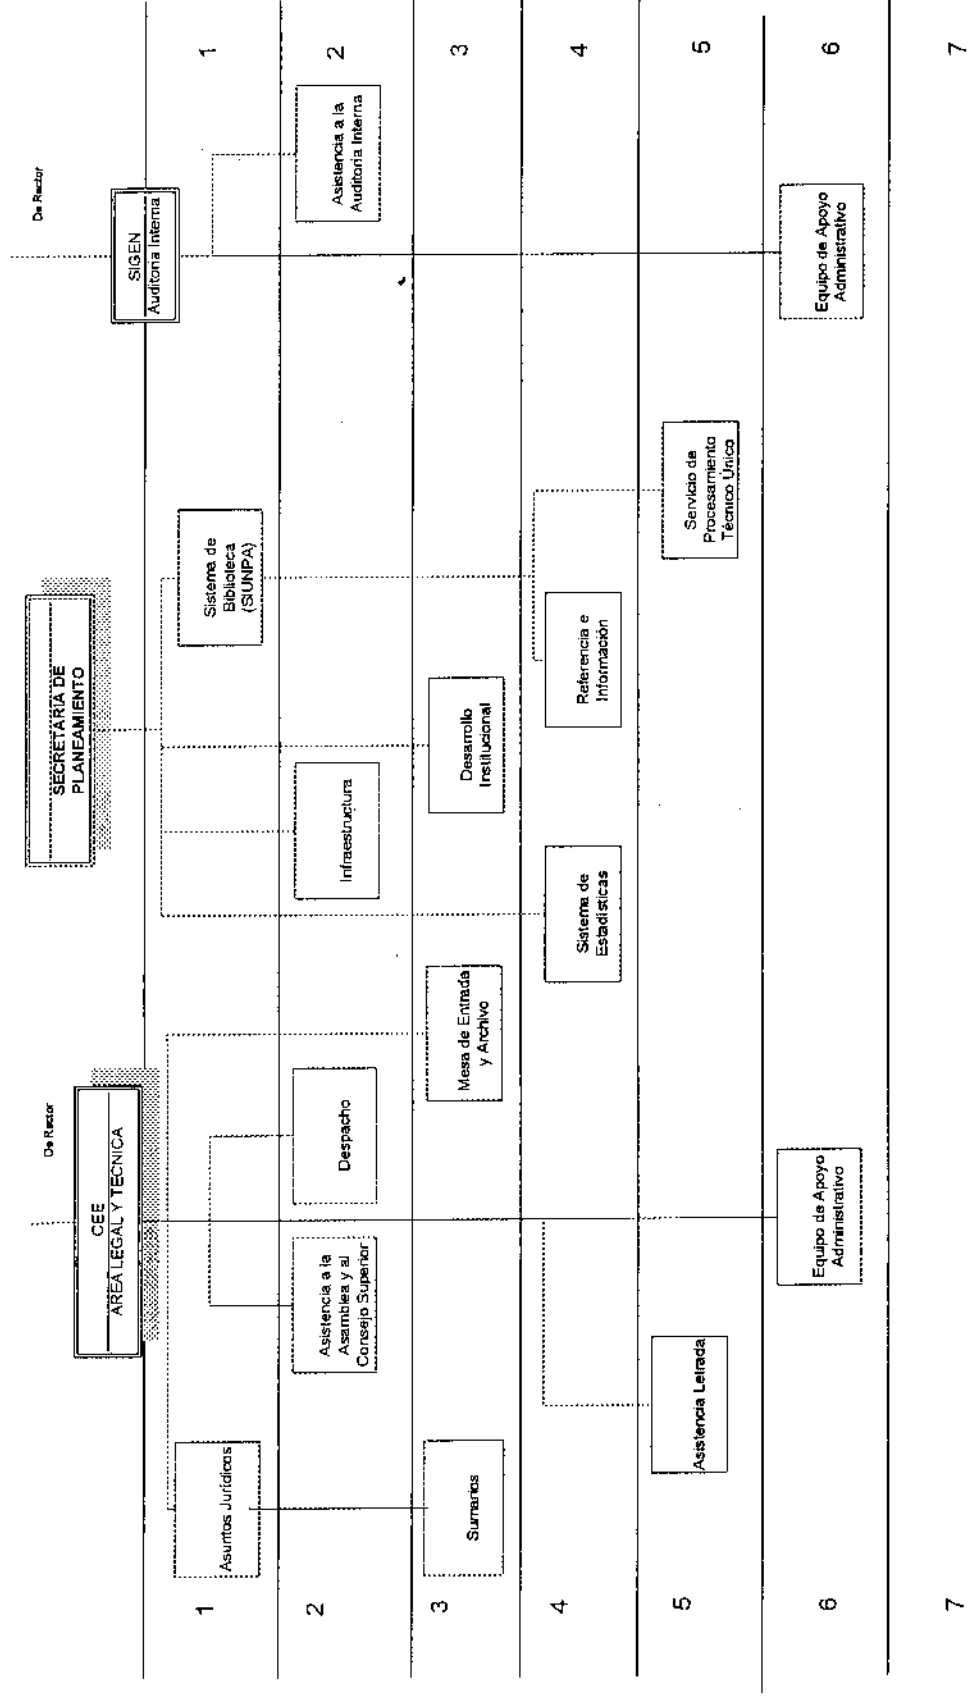 De Rector
CEE
AREA LEGAL Y TECNICA
SECRETARIA DE
PLANEAMIENTO
De Rector
SIGEN
Auditoria Interna
1
Asuntos Jurídicos
Sistema de
Biblioteca
(SIUNPA)
1
2
Asistencia a la
Asamblea y al
Consejo Superior
Despacho
Infraestructura
Asistencia a la
Auditoria Interna
2
3
Sumarios
Mesa de Entrada
y Archivo
Desarrollo
Institucional
3
4
Sistema de
Estadísticas
Referencia e
Información
4
5
Asistencia Letrada
Servicio de
Procesamiento
Técnico Único
5
6
Equipo de Apoyo
Administrativo
Equipo de Apoyo
Administrativo
6
7
7